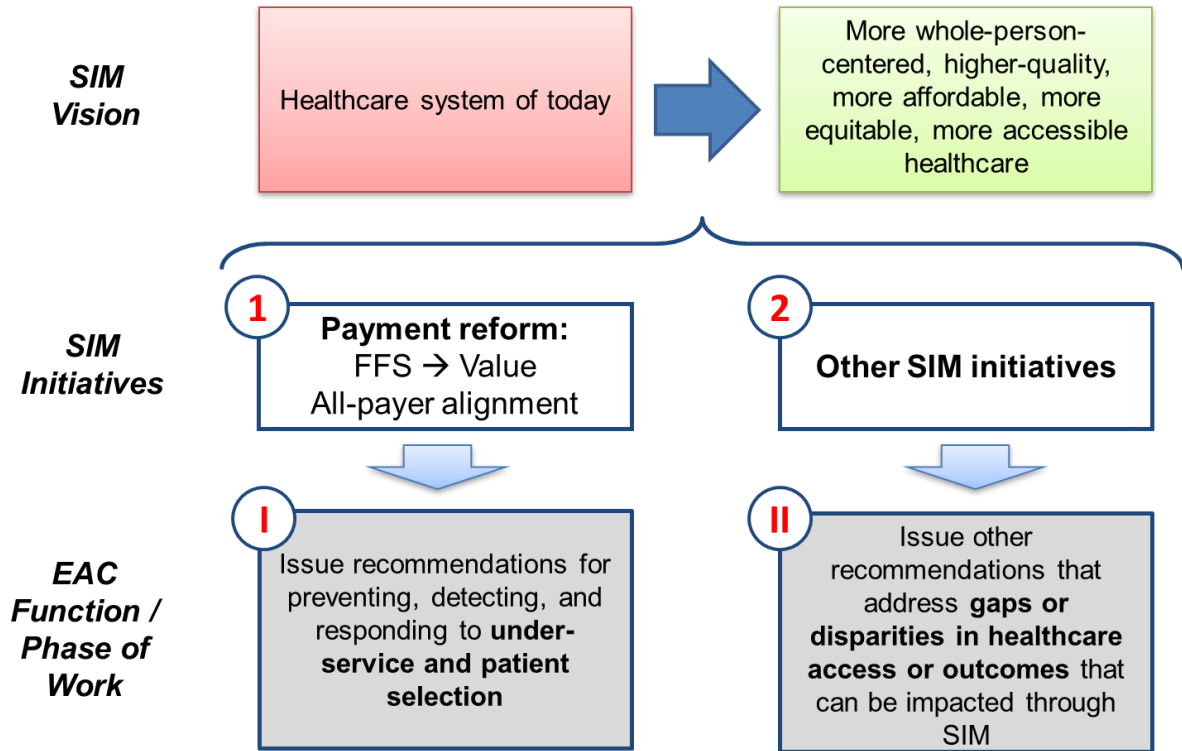 SIM
Vision
Healthcare system of today
More whole-person-
centered, higher-quality,
more affordable, more
equitable, more accessible
healthcare
SIM
Initiatives
1
Payment reform:
FFS → Value
All-payer alignment
2
Other SIM initiatives
EAC
Function /
Phase of
Work
I
Issue recommendations for
preventing, detecting, and
responding to under-
service and patient
selection
II
Issue other
recommendations that
address gaps or
disparities in healthcare
access or outcomes that
can be impacted through
SIM